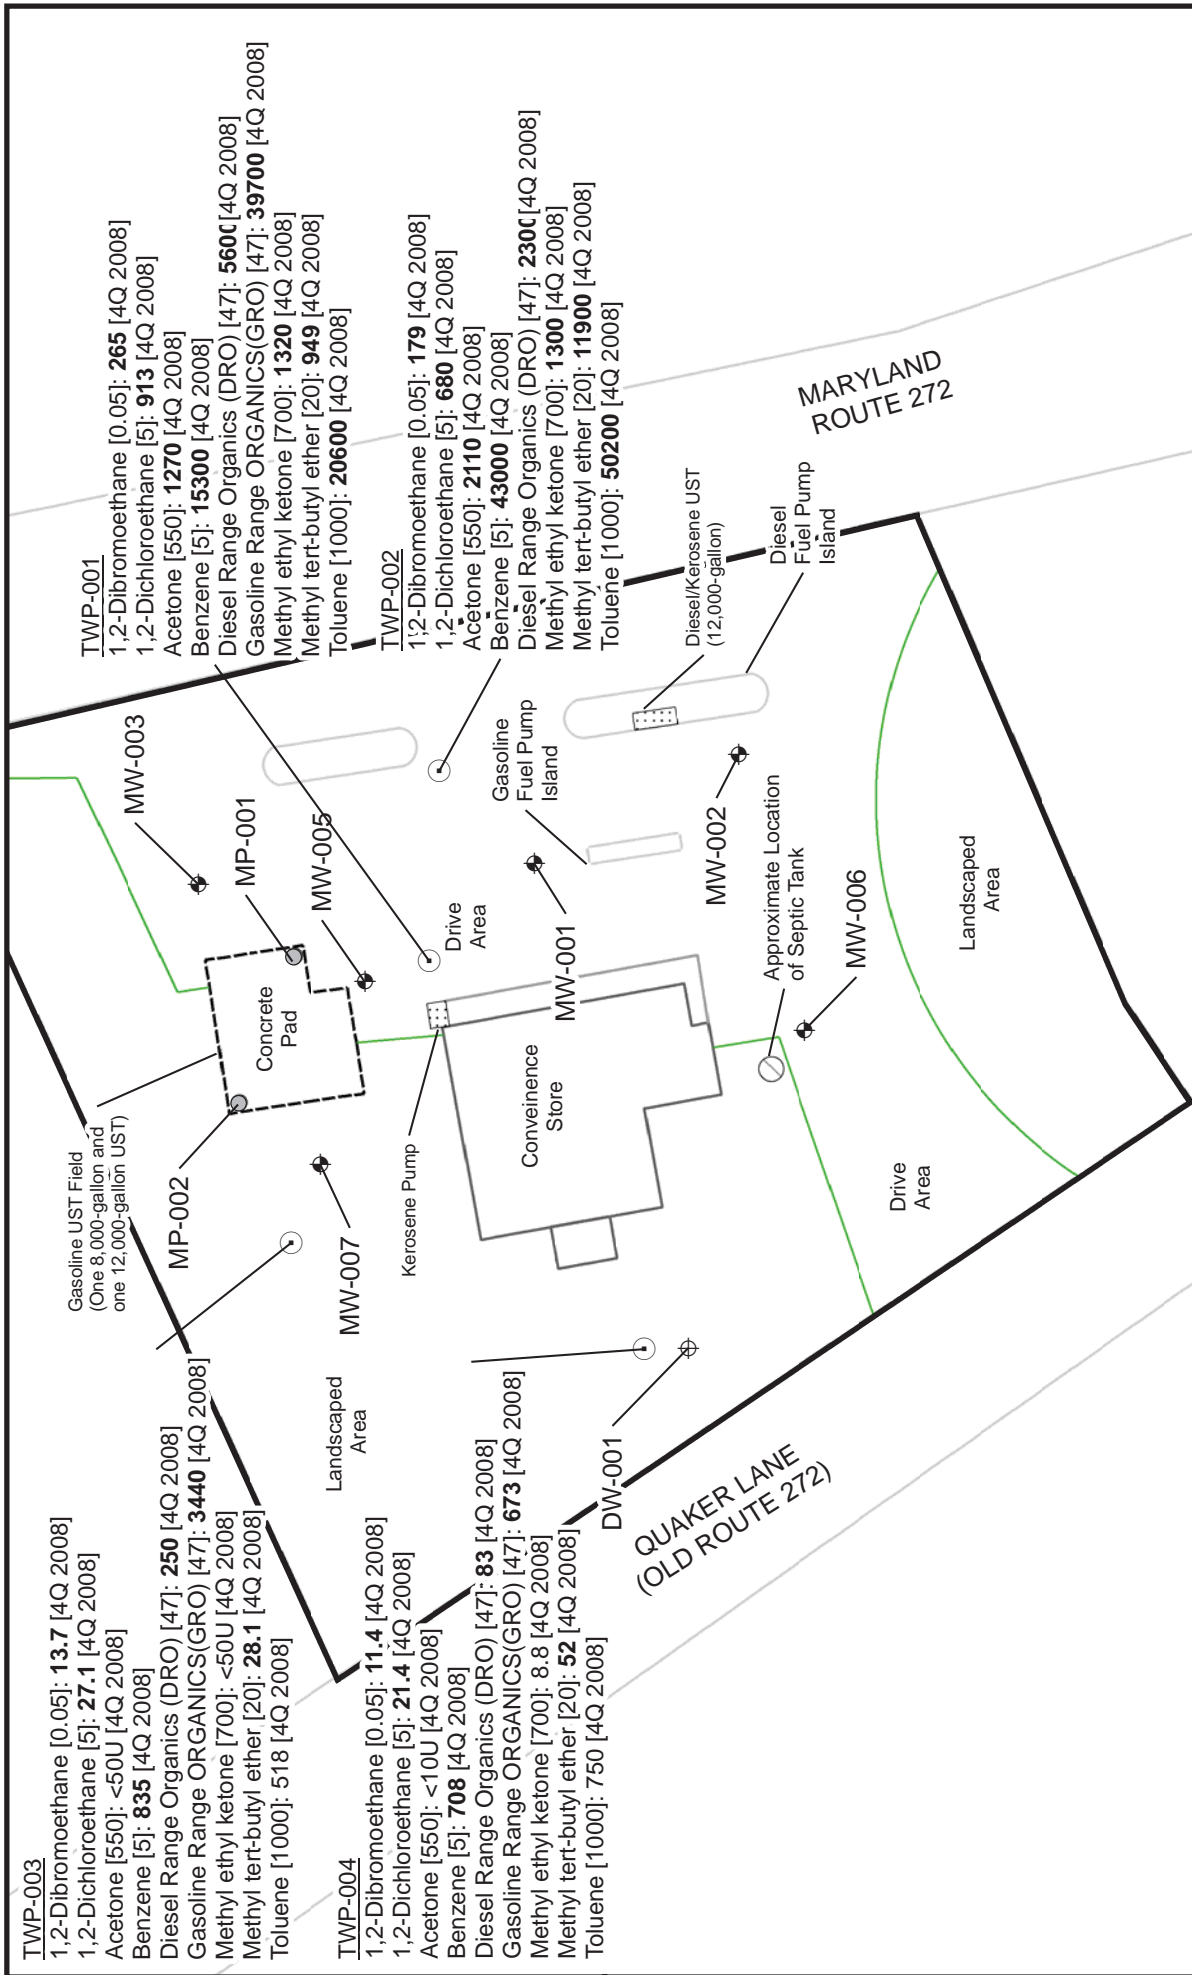 TWP-003
1,2-Dibromoethane [0.05]: 13.7 [4Q 2008]
1,2-Dichloroethane [5]: 27.1 [4Q 2008]
Acetone [550]: <50U [4Q 2008]
Benzene [5]: 835 [4Q 2008]
Diesel Range Organics (DRO) [47]: 250 [4Q 2008]
Gasoline Range ORGANICS(GRO) [47]: 3440 [4Q 2008]
Methyl ethyl ketone [700]: <50U [4Q 2008]
Methyl tert-butyl ether [20]: 28.1 [4Q 2008]
Toluene [1000]: 518 [4Q 2008]
TWP-004
1,2-Dibromoethane [0.05]: 11.4 [4Q 2008]
1,2-Dichloroethane [5]: 21.4 [4Q 2008]
Acetone [550]: <10U [4Q 2008]
Benzene [5]: 708 [4Q 2008]
Diesel Range Organics (DRO) [47]: 83 [4Q 2008]
Gasoline Range ORGANICS(GRO) [47]: 673 [4Q 2008]
Methyl ethyl ketone [700]: 8.8 [4Q 2008]
Methyl tert-butyl ether [20]: 52 [4Q 2008]
Toluene [1000]: 750 [4Q 2008]
TWP-001
1,2-Dibromoethane [0.05]: 265 [4Q 2008]
1,2-Dichloroethane [5]: 913 [4Q 2008]
Acetone [550]: 1270 [4Q 2008]
Benzene [5]: 15300 [4Q 2008]
Diesel Range Organics (DRO) [47]: [4Q 2008]
Gasoline Range ORGANICS(GRO) [47]: 39700 [4Q 2008]
Methyl ethyl ketone [700]: 1320 [4Q 2008]
Methyl tert-butyl ether [20]: 949 [4Q 2008]
Toluene [1000]: 20600 [4Q 2008]
TWP-002
1,2-Dibromoethane [0.05]: 179 [4Q 2008]
1,2-Dichloroethane [5]: 680 [4Q 2008]
Acetone [550]: 2110 [4Q 2008]
Benzene [5]: 43000 [4Q 2008]
Diesel Range Organics (DRO) [47]: [4Q 2008]
Methyl ethyl ketone [700]: 1300 [4Q 2008]
Methyl tert-butyl ether [20]: 11900 [4Q 2008]
Toluene [1000]: 50200 [4Q 2008]
Gasoline UST Field
(One 8,000-gallon and
one 12,000-gallon UST)
MP-002
MW-003
MP-001
MW-005
Concrete
Pad
MW-007
Landscaped
Area
Kerosene Pump
Drive
Area
Gasoline
Fuel Pump
Island
MW-001
Conveinence
Store
DW-001
QUAKER LANE
(OLD ROUTE 272)
Diesel/Kerosene UST
(12,000-gallon)
Diesel
Fuel Pump
Island
MARYLAND
ROUTE 272
MW-002
Approximate Location
of Septic Tank
MW-006
Drive
Area
Landscaped
Area